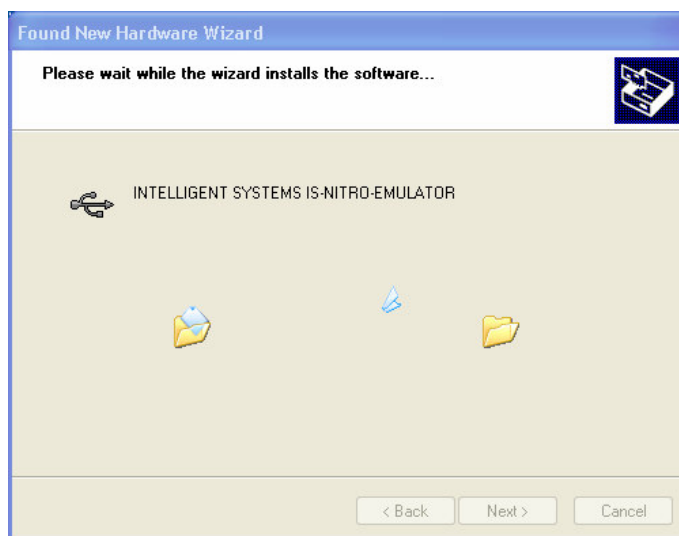 Found New Hardware Wizard
Please wait while the wizard installs the software...
INTELLIGENT SYSTEMS IS-NITRO-EMULATOR
< Back
Next >
Cancel